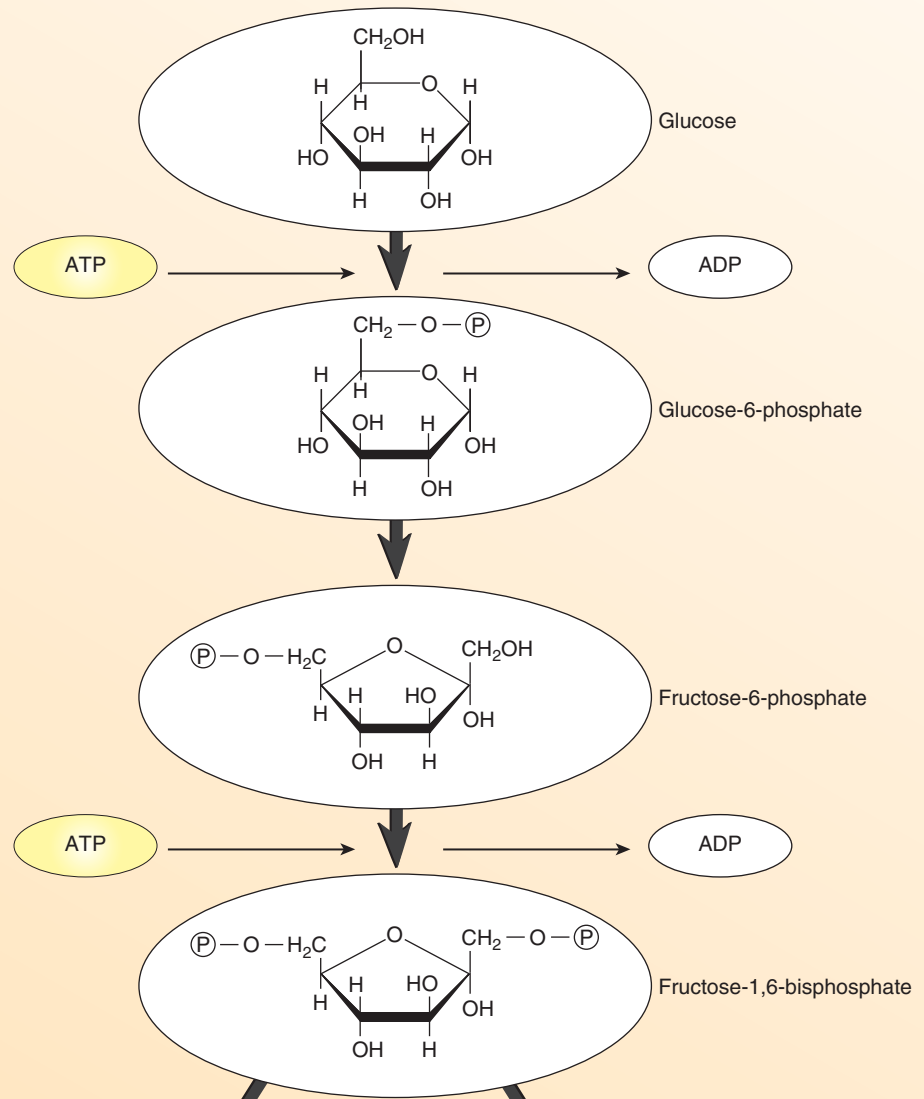 CH₂OH
O
H
H
H
OH
H
HO
OH
H
OH
Glucose
ATP
ADP
CH₂—O—P
O
H
H
H
OH
H
HO
OH
H
OH
Glucose-6-phosphate
P—O—H₂C
O
CH₂OH
H
H
HO
OH
OH
H
Fructose-6-phosphate
ATP
ADP
P—O—H₂C
O
CH₂—O—P
H
H
HO
OH
OH
H
Fructose-1,6-bisphosphate